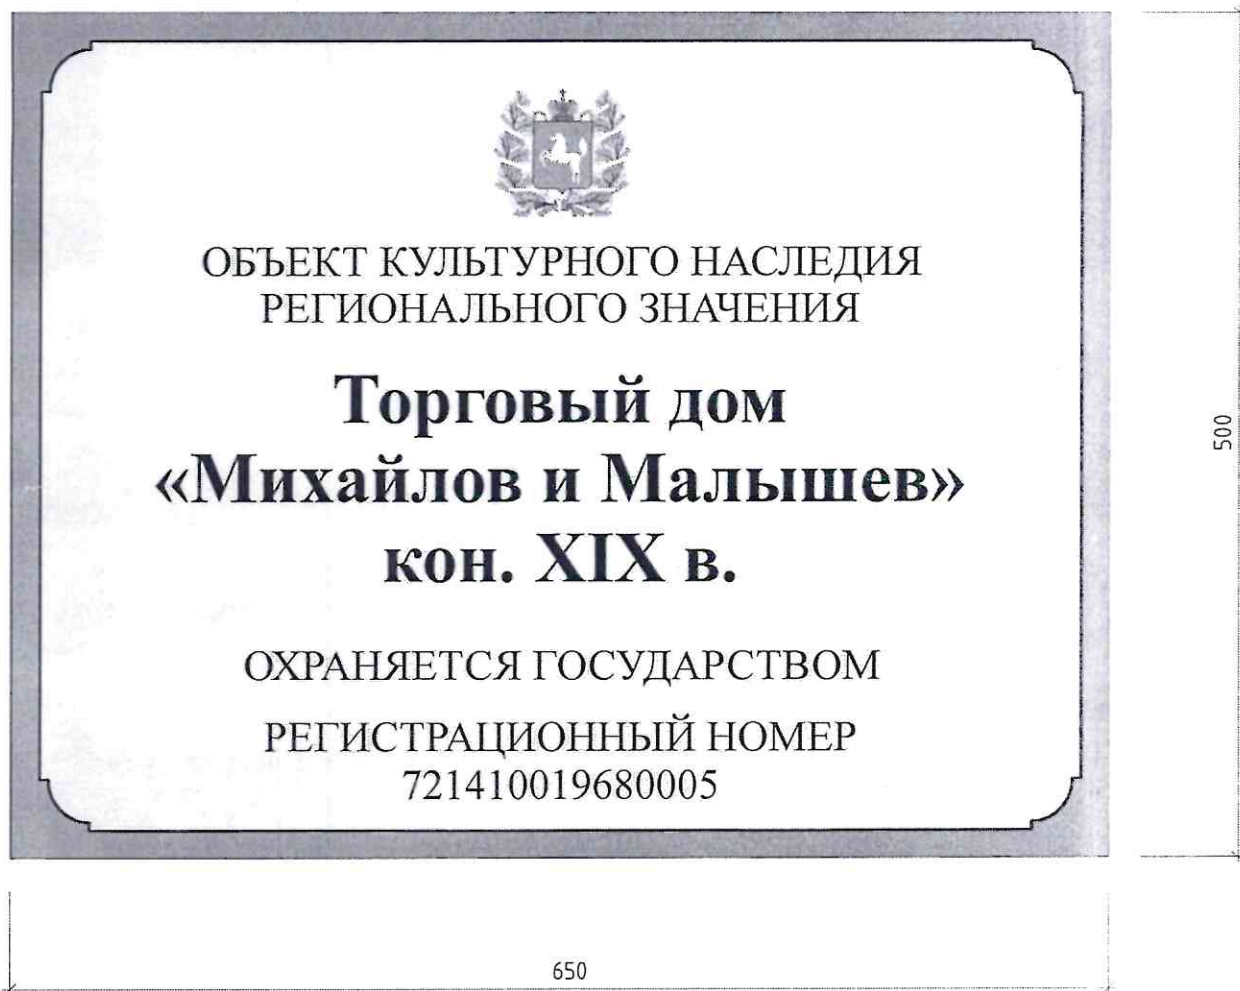 ОБЪЕКТ КУЛЬТУРНОГО НАСЛЕДИЯ
РЕГИОНАЛЬНОГО ЗНАЧЕНИЯ
Торговый дом
«Михайлов и Малышев»
кон. XIX в.
ОХРАНЯЕТСЯ ГОСУДАРСТВОМ
РЕГИСТРАЦИОННЫЙ НОМЕР
721410019680005
500
650